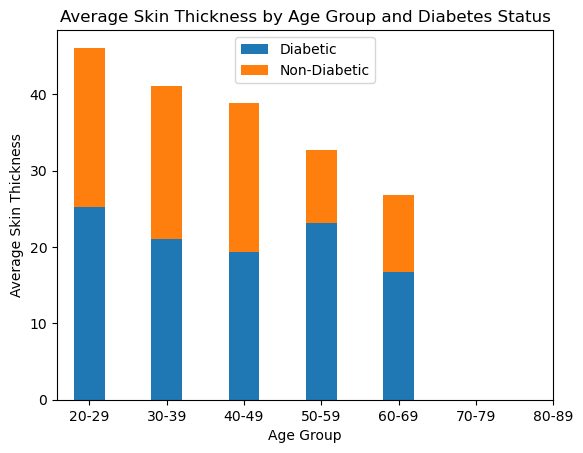 Average Skin Thickness by Age Group and Diabetes Status
Diabetic
Non-Diabetic
Average Skin Thickness
40
30
20
10
0
20-29 30-39 40-49 50-59 60-69 70-79 80-89
Age Group